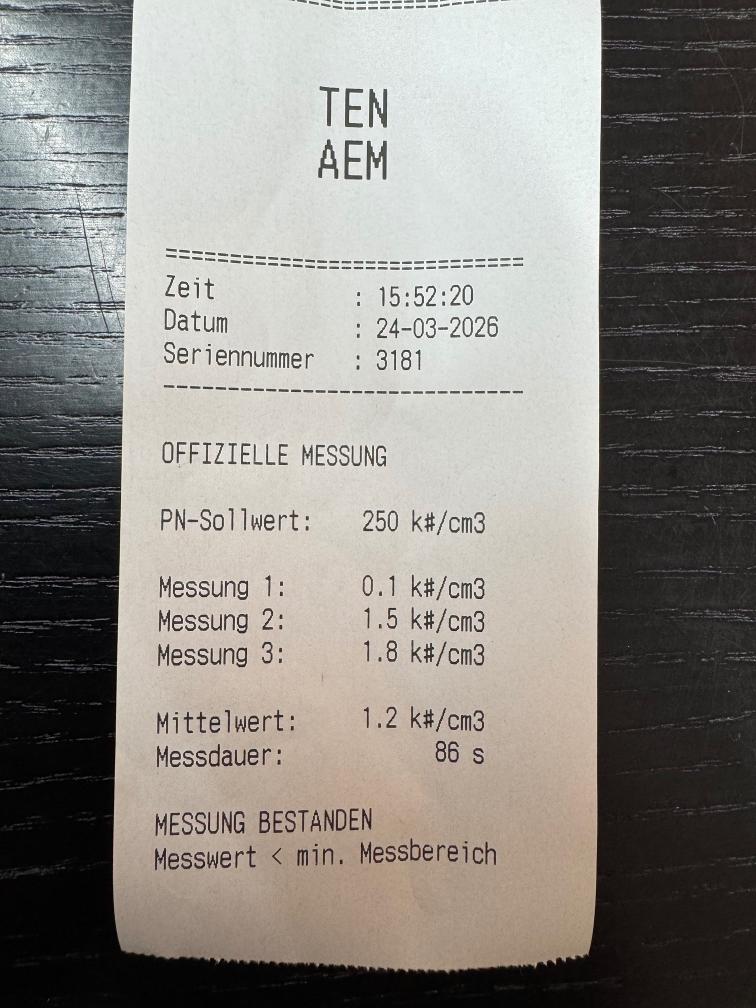 TEN
AEM
Zeit : 15:52:20
Datum : 24-03-2026
Seriennummer : 3181
OFFIZIELLE MESSUNG
PN-Sollwert: 250 k#/cm3
Messung 1: 0.1 k#/cm3
Messung 2: 1.5 k#/cm3
Messung 3: 1.8 k#/cm3
Mittelwert: 1.2 k#/cm3
Messdauer: 86 s
MESSUNG BESTANDEN
Messwert < min. Messbereich